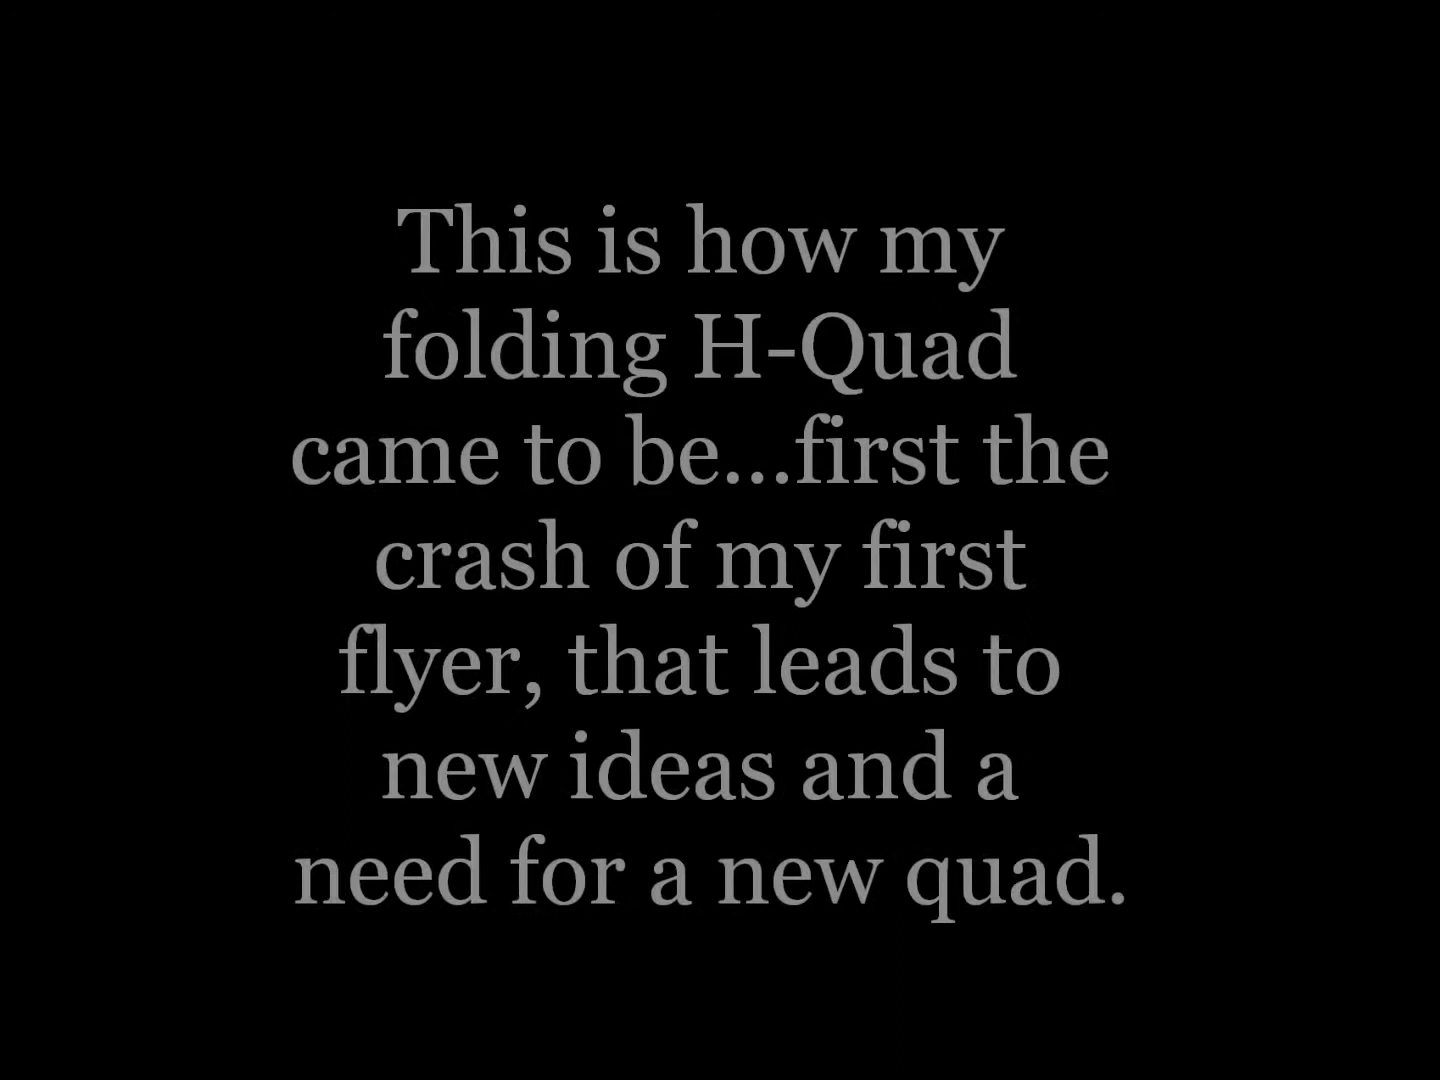 This is how my
folding H-Quad
came to be...first the
crash of my first
flyer, that leads to
new ideas and a
need for a new quad.